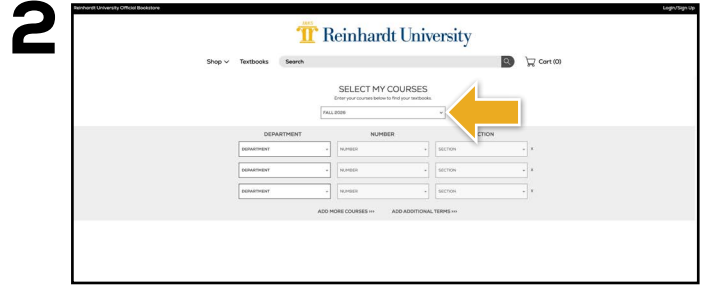 2
Reinhardt University Official Bookstore Login/Sign Up
1883
Reinhardt University
Shop Textbooks Search Cart (0)
SELECT MY COURSES
Enter your courses below to find your textbooks.
FALL 2026
DEPARTMENT NUMBER CTION
DEPARTMENT NUMBER SECTION X
DEPARTMENT NUMBER SECTION X
DEPARTMENT NUMBER SECTION X
ADD MORE COURSES >>> ADD ADDITIONAL TERMS >>>